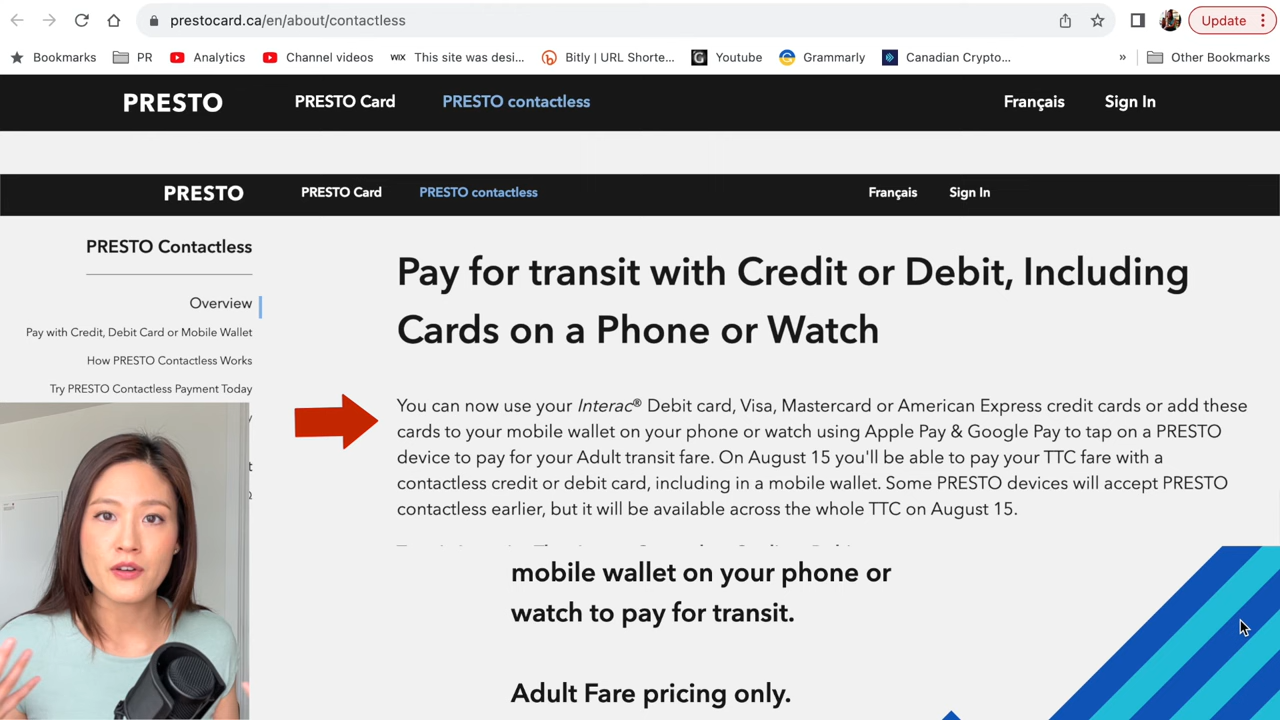 prestocard.ca/en/about/contactless
Update
Bookmarks PR Analytics Channel videos WIX This site was desi... Bitly | URL Shorte... Youtube Grammarly Canadian Crypto... » Other Bookmarks
PRESTO PRESTO Card PRESTO contactless Français Sign In
PRESTO PRESTO Card PRESTO contactless Français Sign In
PRESTO Contactless
Overview
Pay with Credit, Debit Card or Mobile Wallet
How PRESTO Contactless Works
Try PRESTO Contactless Payment Today
Pay for transit with Credit or Debit, Including
Cards on a Phone or Watch
You can now use your Interac® Debit card, Visa, Mastercard or American Express credit cards or add these
cards to your mobile wallet on your phone or watch using Apple Pay & Google Pay to tap on a PRESTO
device to pay for your Adult transit fare. On August 15 you'll be able to pay your TTC fare with a
contactless credit or debit card, including in a mobile wallet. Some PRESTO devices will accept PRESTO
contactless earlier, but it will be available across the whole TTC on August 15.
mobile wallet on your phone or
watch to pay for transit.
Adult Fare pricing only.